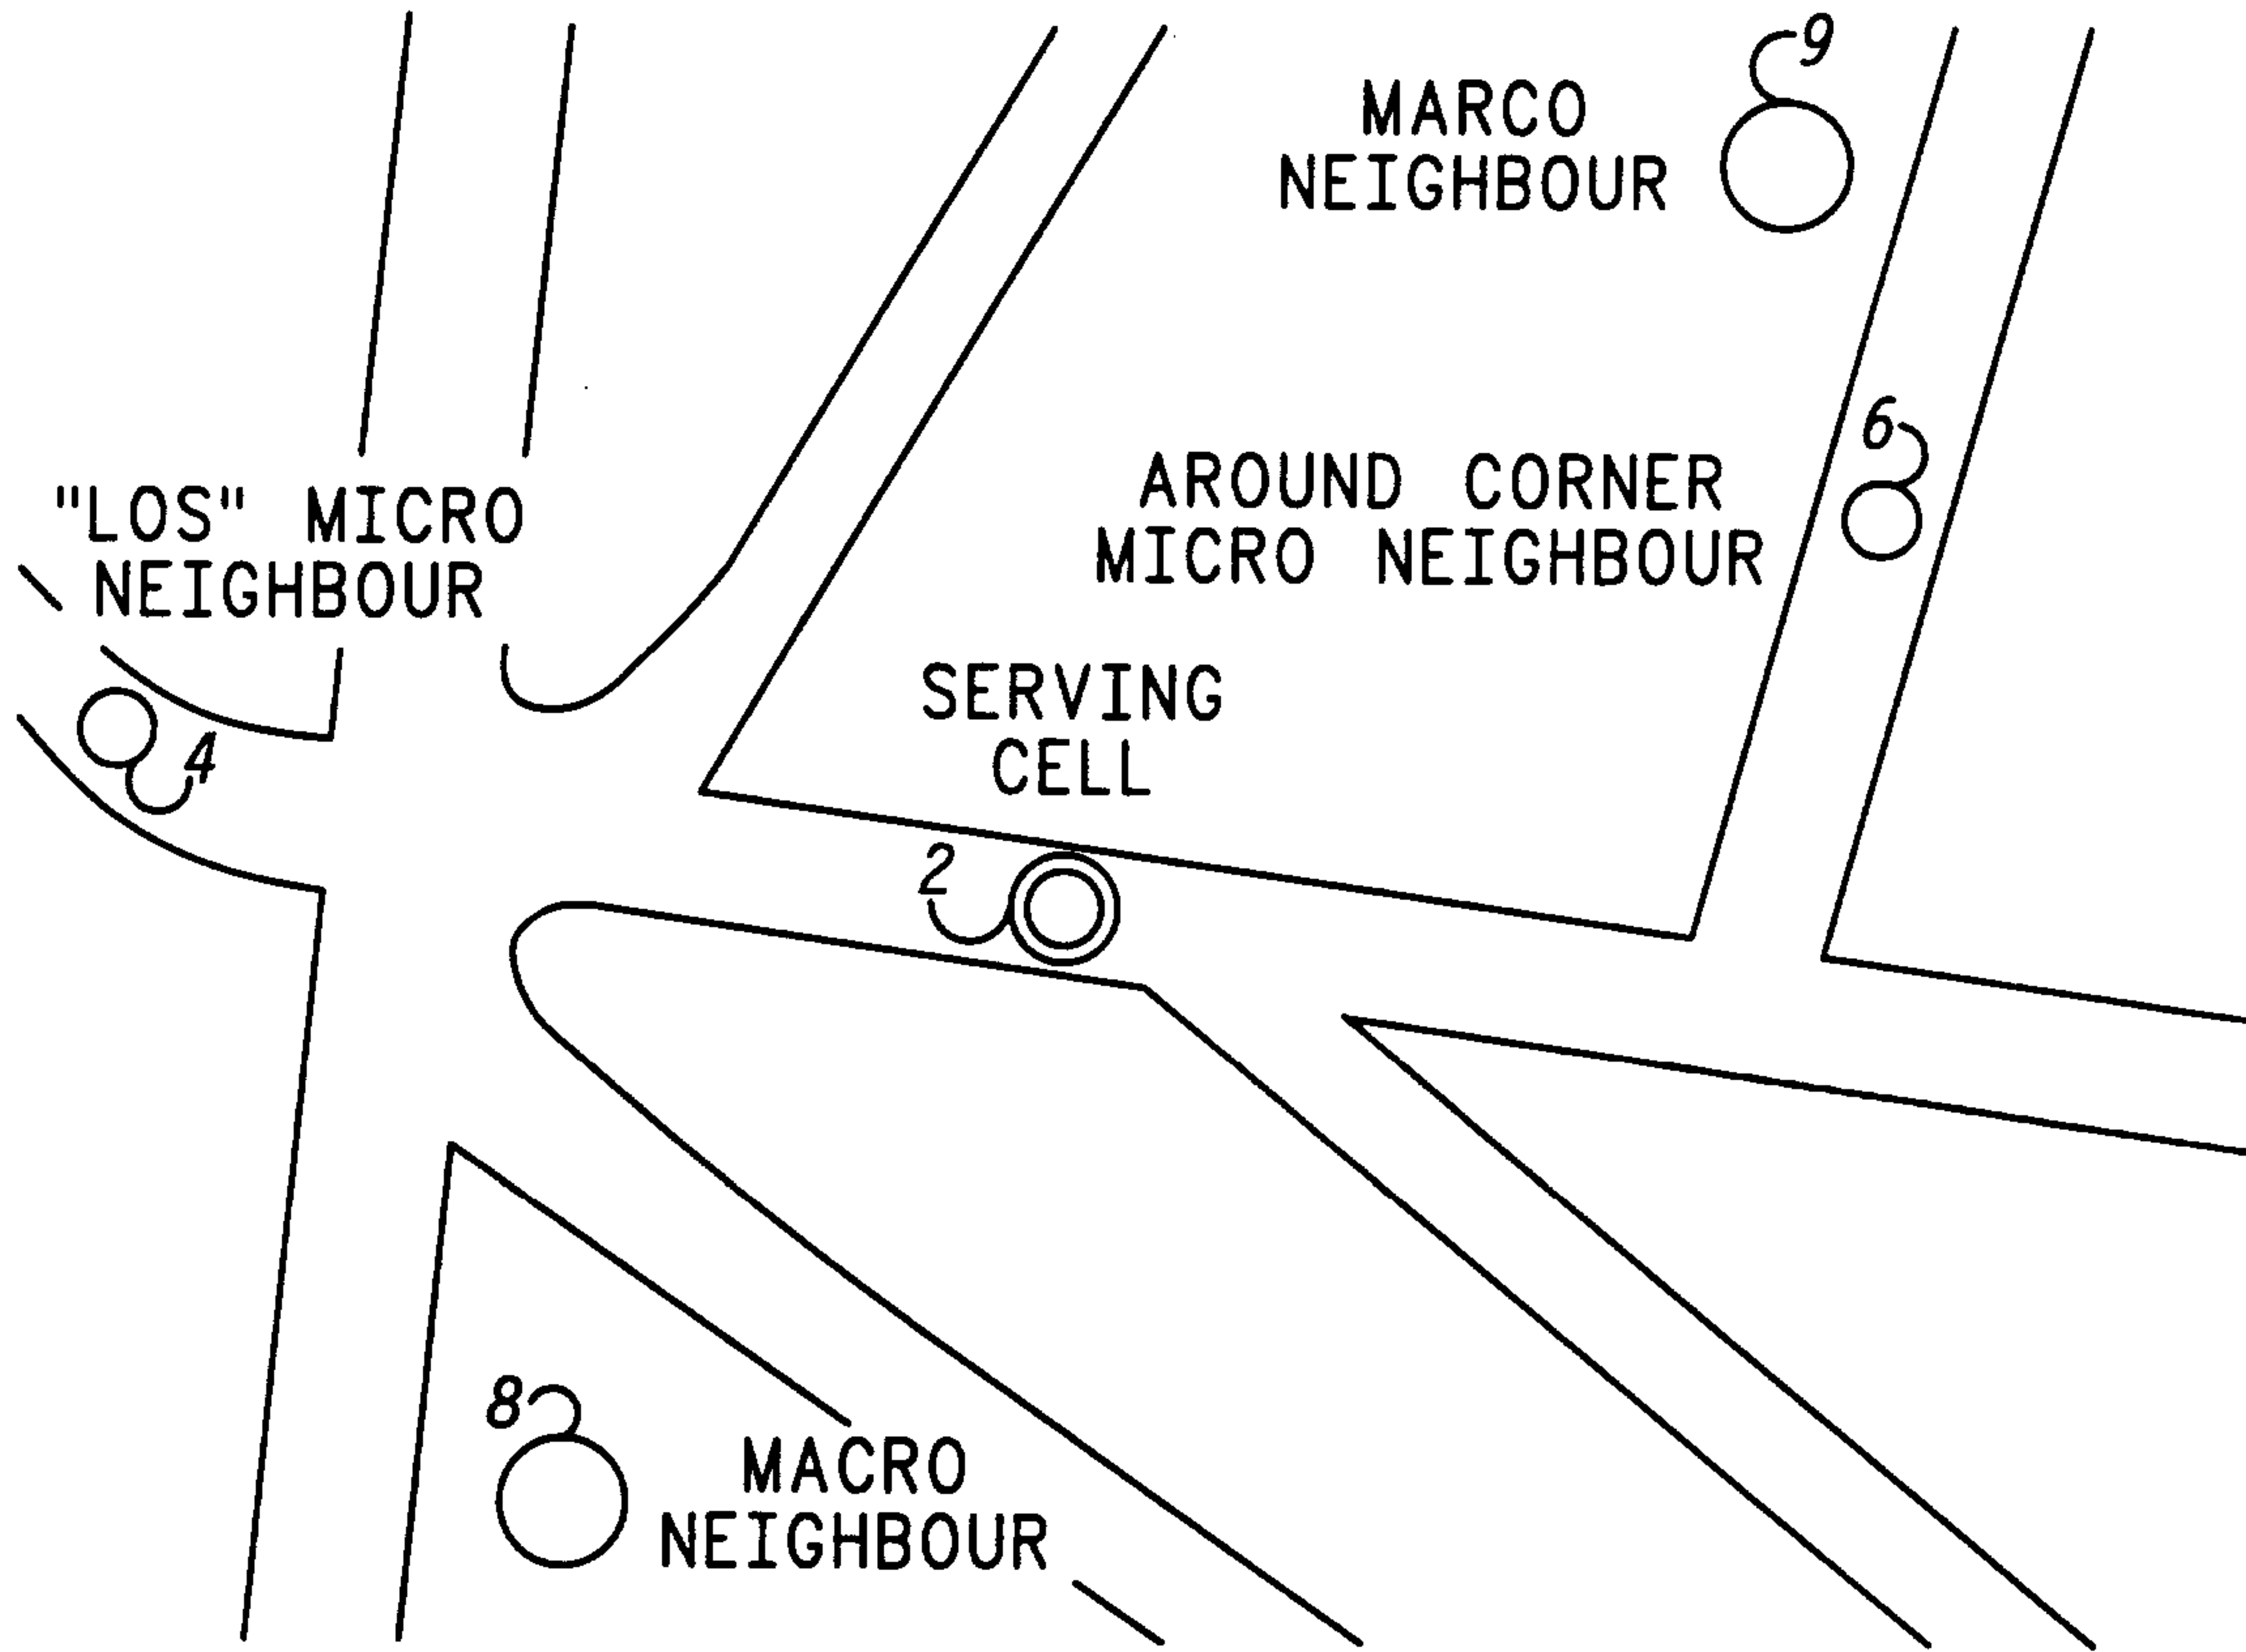 9
MARCO
NEIGHBOUR
6
"LOS" MICRO
NEIGHBOUR
AROUND CORNER
MICRO NEIGHBOUR
SERVING
CELL
4
2
8
MACRO
NEIGHBOUR